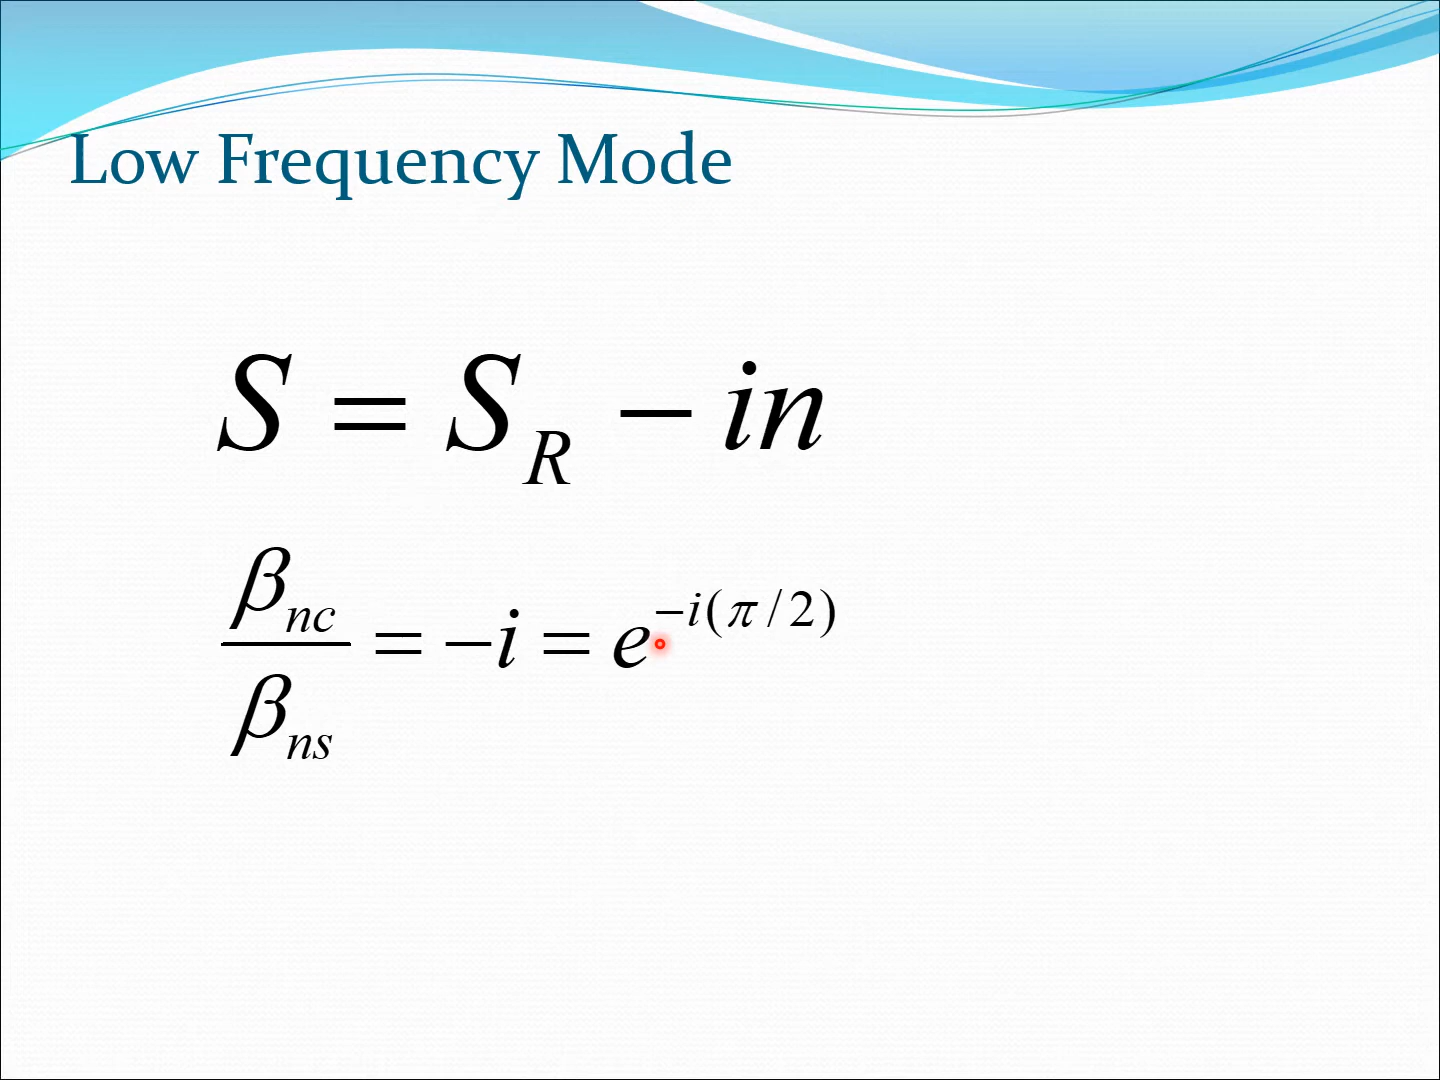 Low Frequency Mode
S = S_R − in
β_nc / β_ns = −i = e^{−i(π/2)}